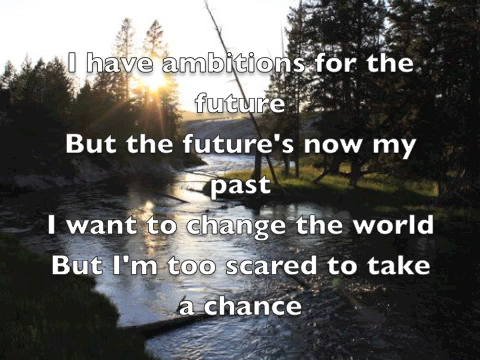 I have ambitions for the
future
But the future's now my
past
I want to change the world
But I'm too scared to take
a chance